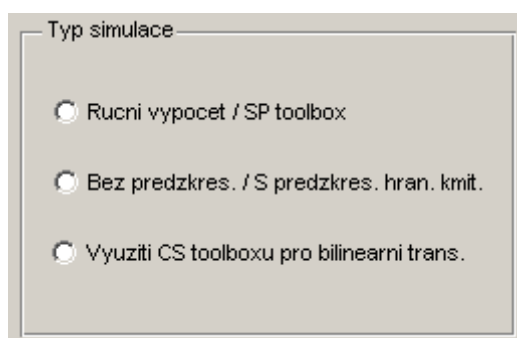 Typ simulace
Rucni vypocet / SP toolbox
Bez predzkres. / S predzkres. hran. kmit.
Vyuziti CS toolboxu pro bilinearni trans.